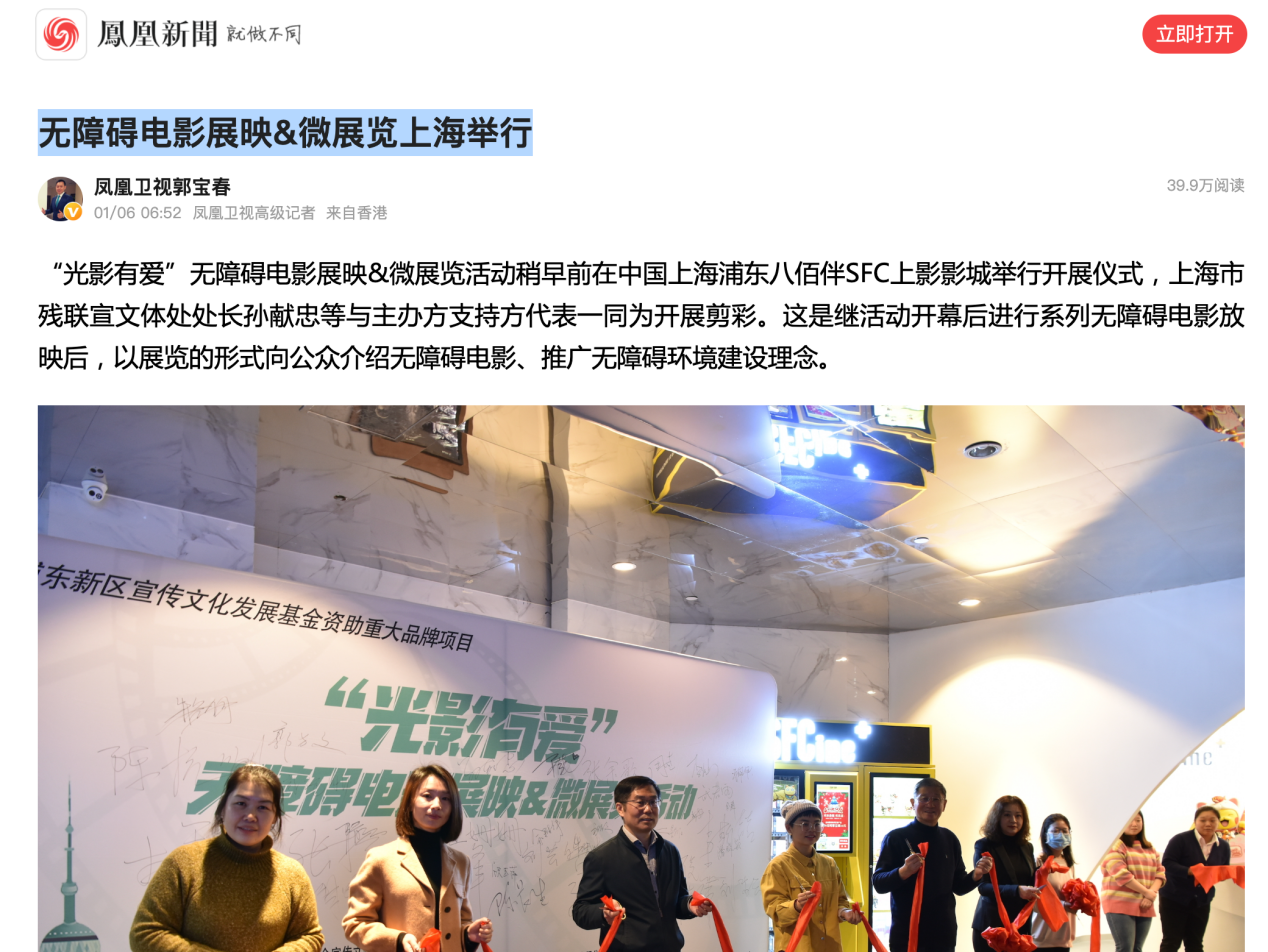 鳳凰新聞 就做不同
立即打开
无障碍电影展映&微展览上海举行
凤凰卫视郭宝春
39.9万阅读
01/06 06:52 凤凰卫视高级记者 来自香港
“光影有爱”无障碍电影展映&微展览活动稍早前在中国上海浦东八佰伴SFC上影影城举行开展仪式，上海市
残联宣文体处处长孙献忠等与主办方支持方代表一同为开展剪彩。这是继活动开幕后进行系列无障碍电影放
映后，以展览的形式向公众介绍无障碍电影、推广无障碍环境建设理念。
东新区宣传文化发展基金资助重大品牌项目
“光影有爱”
无障碍电 展映&微展 活动